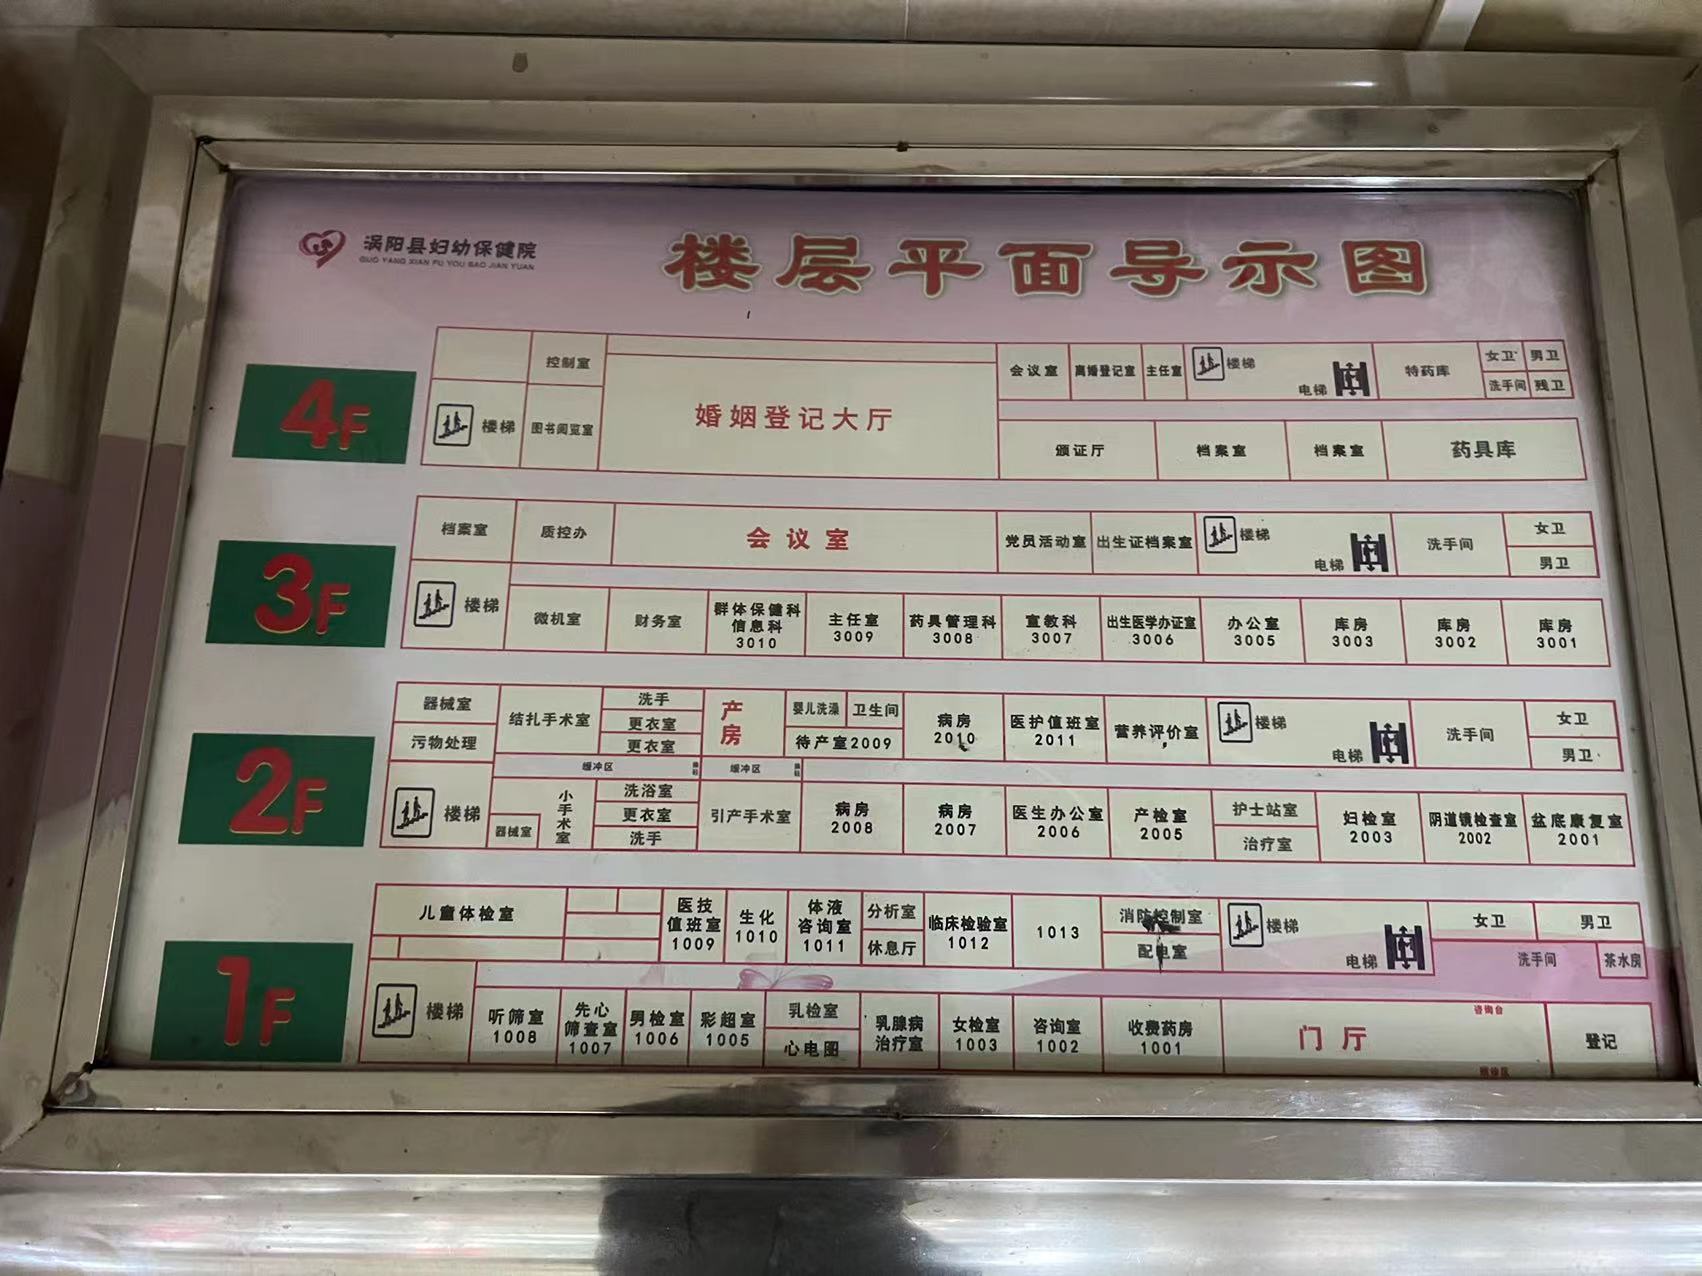 涡阳县妇幼保健院
GUO YANG XIAN FU YOU BAO JIAN YUAN
楼层平面导示图
4F
控制室
会议室 离婚登记室 主任室 楼梯 电梯 特药库 女卫 男卫
洗手间 残卫
楼梯 图书阅览室 婚姻登记大厅
颁证厅 档案室 档案室 药具库
3F
档案室 质控办 会议室 党员活动室 出生证档案室 楼梯 电梯 洗手间 女卫
男卫
楼梯 微机室 财务室 群体保健科 信息科 3010 主任室 3009 药具管理科 3008 宣教科 3007 出生医学办证室 3006 办公室 3005 库房 3003 库房 3002 库房 3001
2F
器械室 结扎手术室 洗手 产房 婴儿洗澡 卫生间 病房 2010 医护值班室 2011 营养评价室 楼梯 电梯 洗手间 女卫
污物处理 更衣室 待产室2009 男卫
更衣室
缓冲区 缓冲区
楼梯 器械室 小手术室 洗浴室 引产手术室 病房 2008 病房 2007 医生办公室 2006 产检室 2005 护士站室 妇检室 2003 阴道镜检查室 2002 盆底康复室 2001
更衣室 治疗室
洗手
1F
儿童体检室 医技值班室 1009 生化 1010 体液咨询室 1011 分析室 临床检验室 1012 1013 消防控制室 楼梯 电梯 女卫 男卫
休息厅 配电室 洗手间 茶水房
楼梯 听筛室 1008 先心筛查室 1007 男检室 1006 彩超室 1005 乳检室 乳腺病治疗室 女检室 1003 咨询室 1002 收费药房 1001 门厅 咨询台 登记
心电图